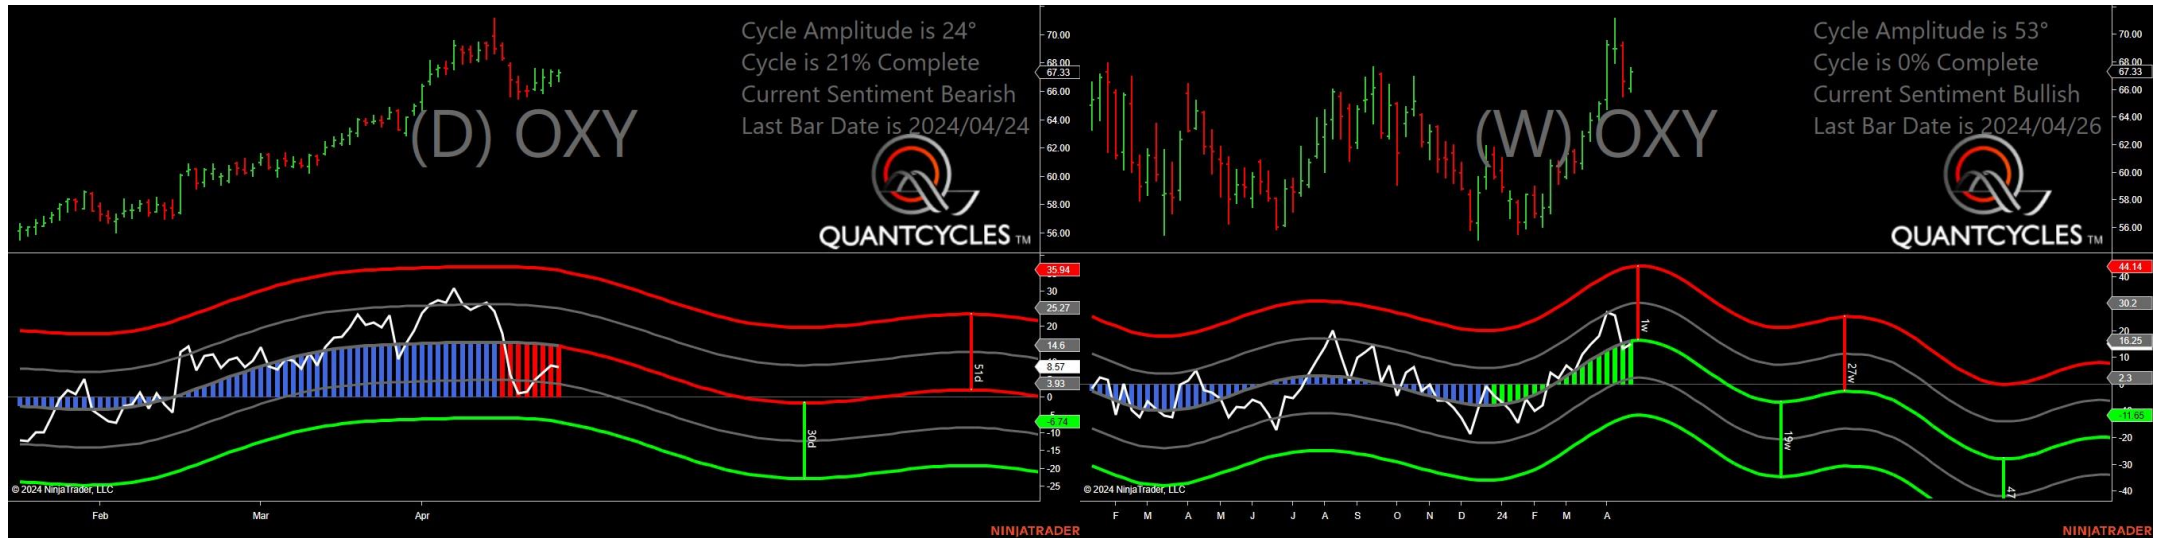 Cycle Amplitude is 24°
Cycle is 21% Complete
Current Sentiment Bearish
Last Bar Date is 2024/04/24
(D) OXY
QUANTCYCLES TM
70.00
68.00
67.33
66.00
64.00
62.00
60.00
58.00
56.00
35.94
30
25.27
20
14.6
8.57
3.93
0
-5
-6.74
-10
-15
-20
-25
51d
30d
© 2024 NinjaTrader, LLC
Feb Mar Apr
NINJATRADER
Cycle Amplitude is 53°
Cycle is 0% Complete
Current Sentiment Bullish
Last Bar Date is 2024/04/26
(W) OXY
QUANTCYCLES TM
70.00
68.00
67.33
66.00
64.00
62.00
60.00
58.00
56.00
44.14
40
30.2
20
16.25
10
2.3
-11.65
-20
-30
-40
1w
27w
19w
47
© 2024 NinjaTrader, LLC
F M A M J J A S O N D 24 F M A
NINJATRADER